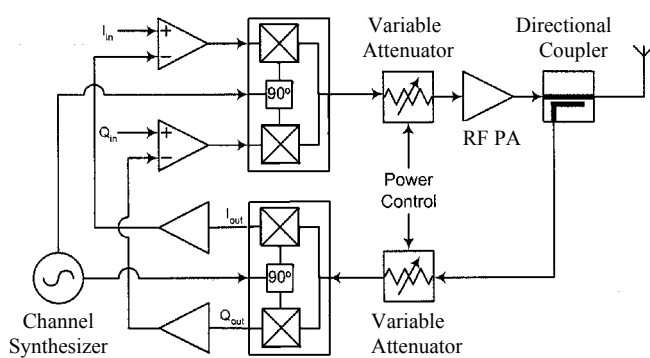 Variable
Attenuator
Directional
Coupler
I_in
+
−
90°
Q_in
+
−
RF PA
Power
Control
I_out
90°
Q_out
Channel
Synthesizer
Variable
Attenuator